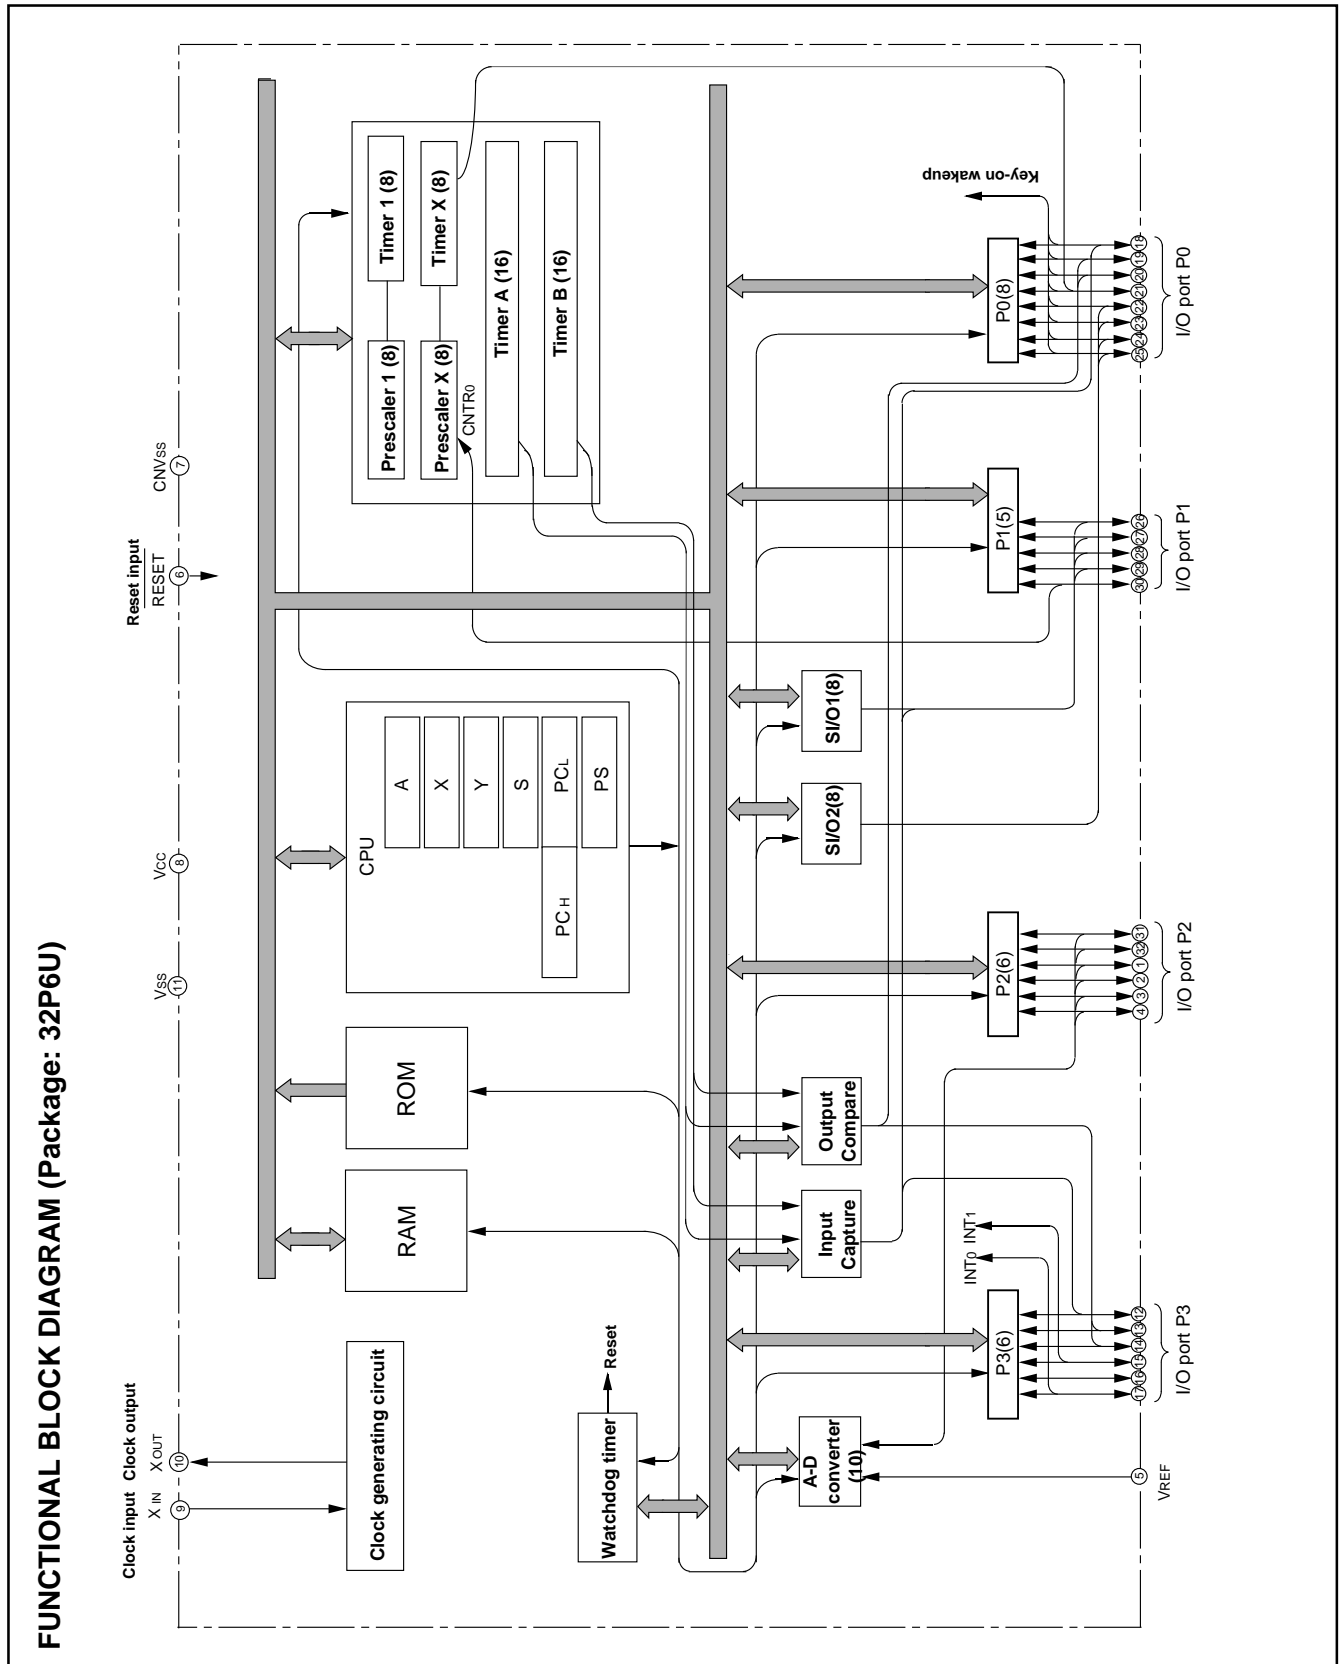 FUNCTIONAL BLOCK DIAGRAM (Package: 32P6U)
Clock input
Clock output
Reset input
X IN
X OUT
VSS
VCC
RESET
CNVSS
9
10
11
8
6
7
Clock generating circuit
RAM
ROM
CPU
A
X
Y
S
PC H
PCL
PS
Prescaler 1 (8)
Timer 1 (8)
Prescaler X (8)
Timer X (8)
CNTR0
Timer A (16)
Timer B (16)
Watchdog timer
Reset
A-D
converter
(10)
Input
Capture
Output
Compare
SI/O2(8)
SI/O1(8)
INT0
INT1
Key-on wakeup
P3(6)
P2(6)
P1(5)
P0(8)
5
17
16
15
14
13
12
4
3
2
1
32
31
30
29
28
27
26
25
24
23
22
21
20
19
18
VREF
I/O port P3
I/O port P2
I/O port P1
I/O port P0